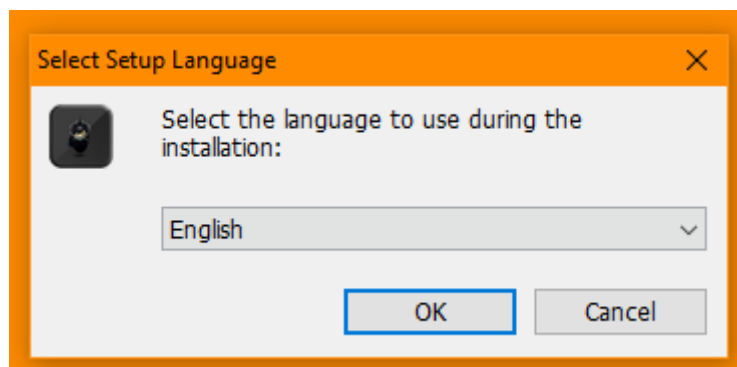 Select Setup Language
Select the language to use during the
installation:
English
OK
Cancel